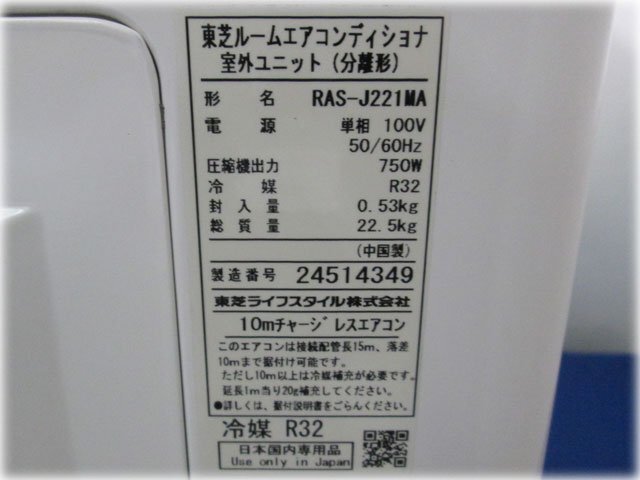 東芝ルームエアコンディショナ
室外ユニット(分離形)
形 名 RAS-J221MA
電 源 単相 100V
50/60Hz
圧縮機出力 750W
冷 媒 R32
封 入 量 0.53kg
総 質 量 22.5kg
(中国製)
製造番号 24514349
東芝ライフスタイル株式会社
10mチャージレスエアコン
このエアコンは接続配管長15m、落差
10mまで据付け可能です。
ただし10m以上は冷媒補充が必要です。
延長1m当り20g補充してください。
●詳しくは、据付説明書をごらんください。
冷媒 R32
日本国内専用品
Use only in Japan